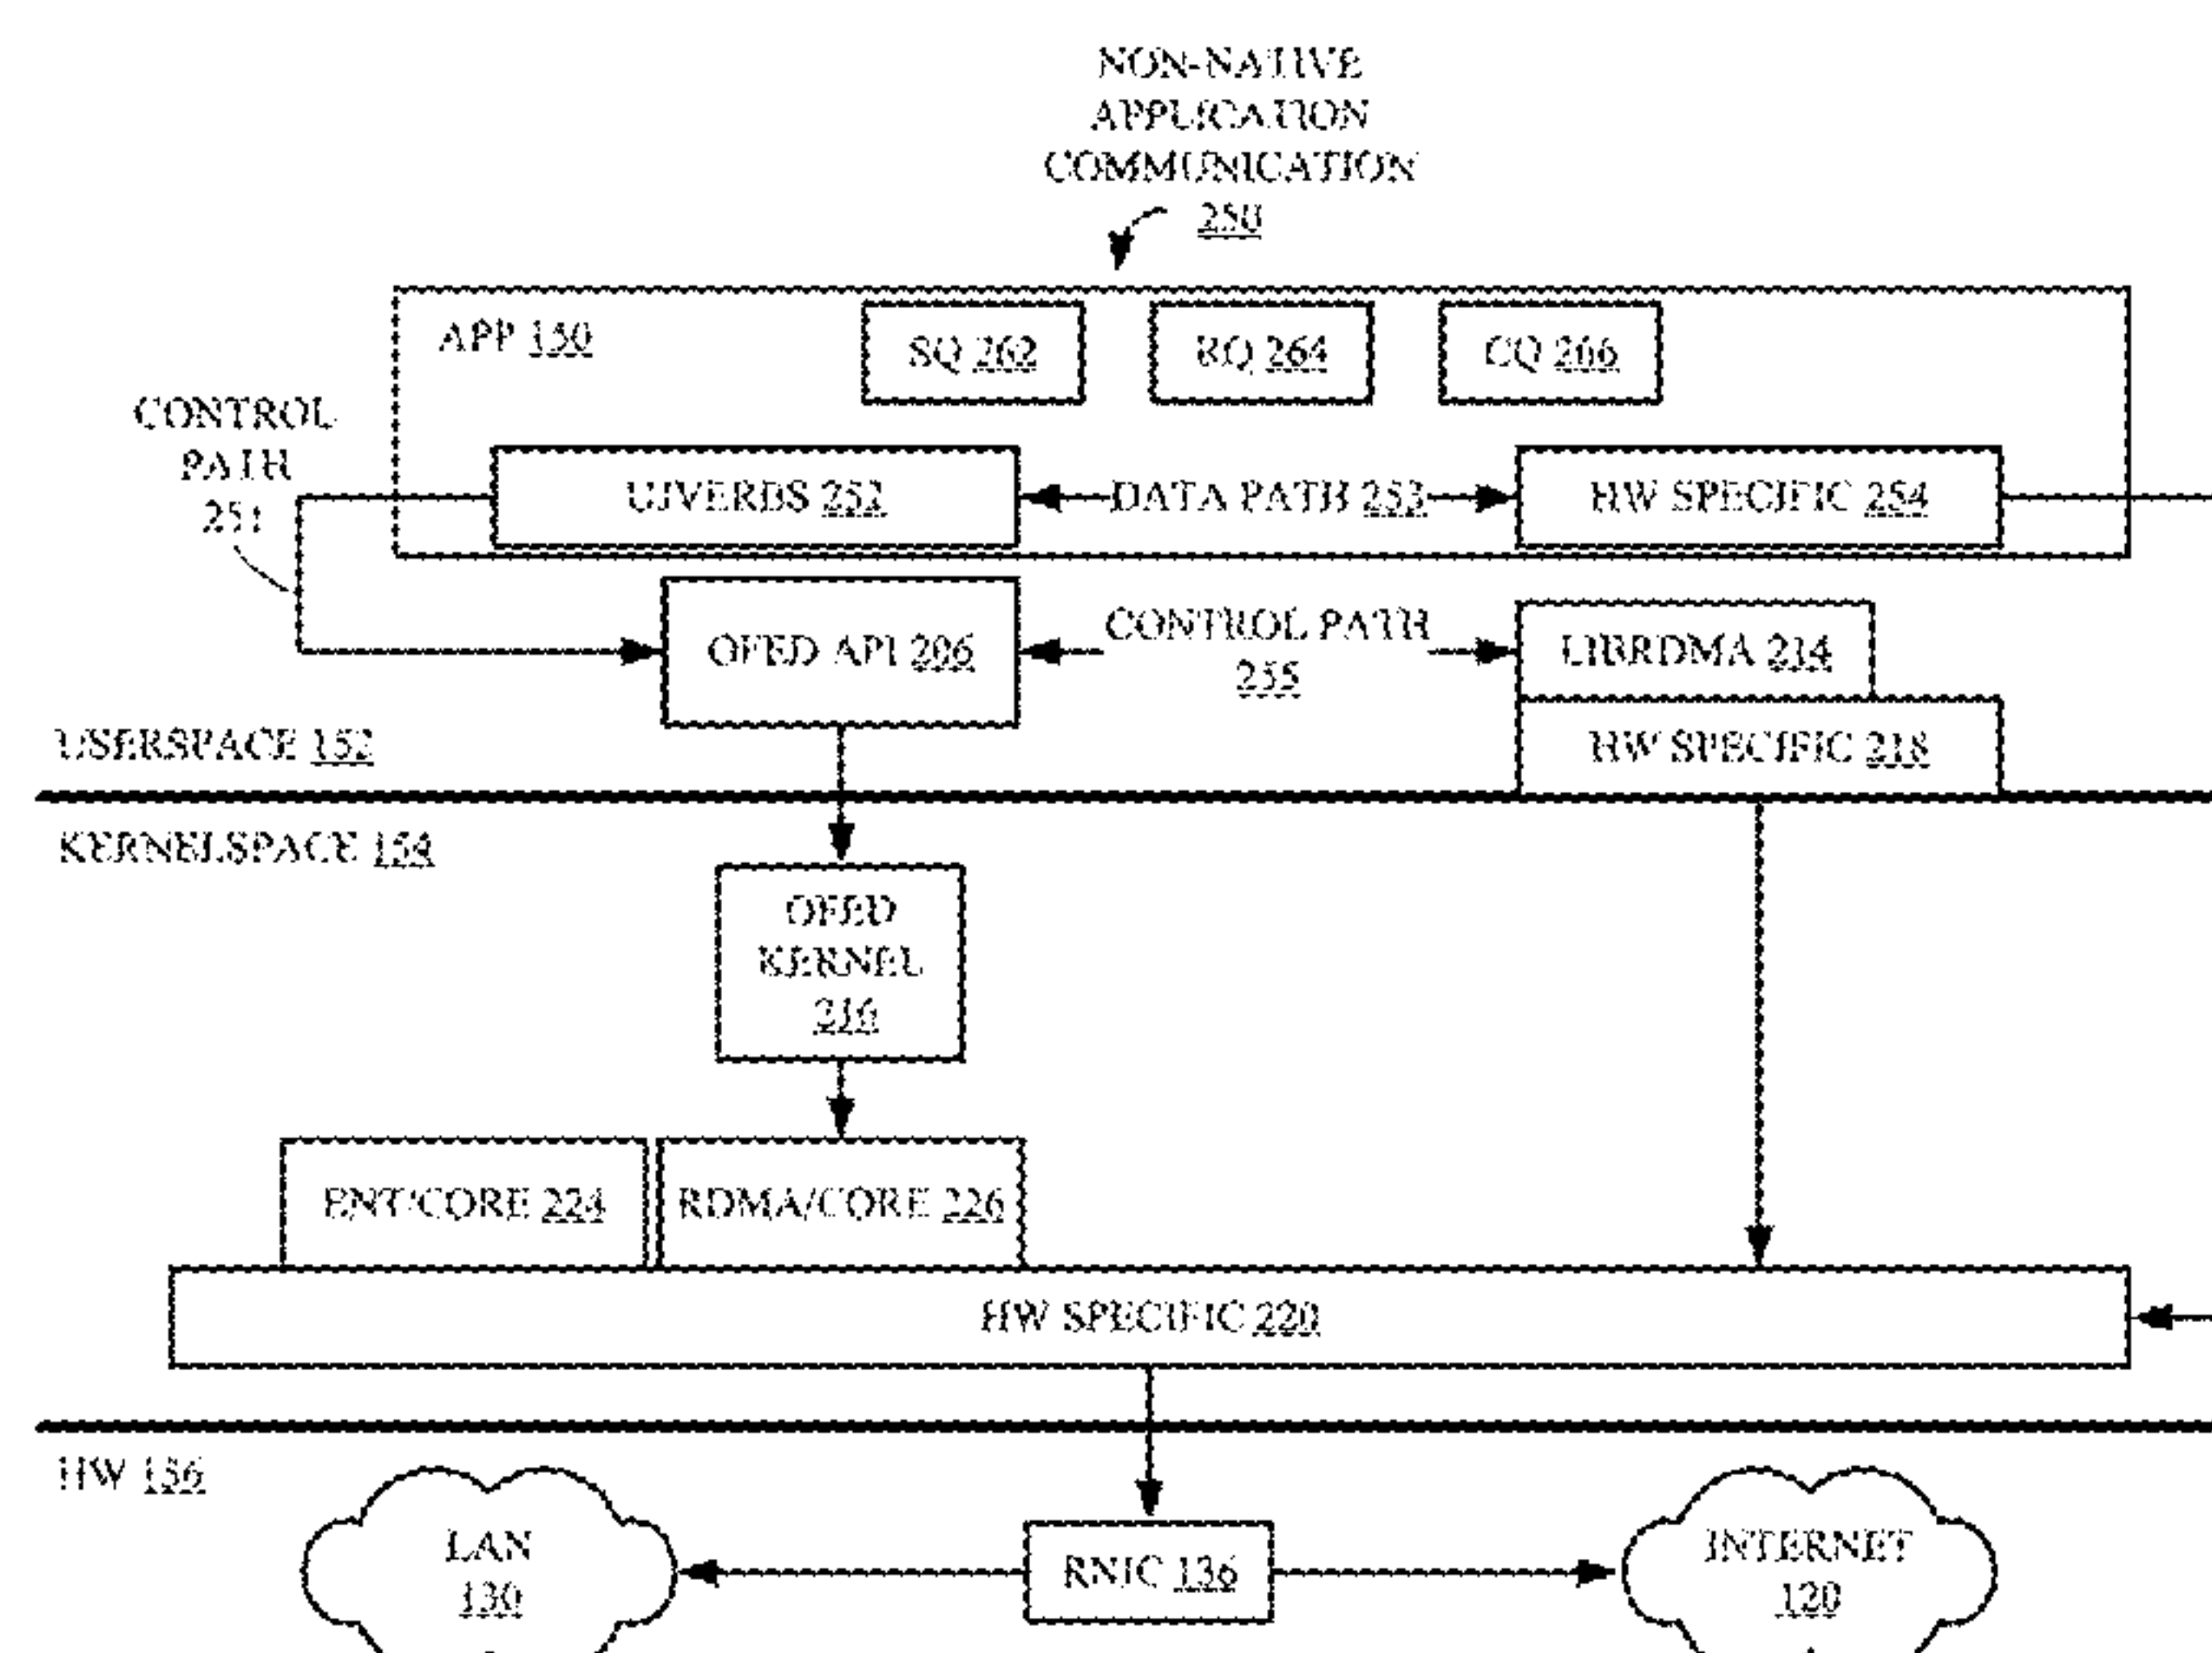 NON-NATIVE
APPLICATION
COMMUNICATION
250
APP 150
SQ 262
RQ 264
CQ 266
CONTROL
PATH
251
UJVERBS 252
DATA PATH 253
HW SPECIFIC 254
OFED API 206
CONTROL PATH
255
LIBRDMA 214
HW SPECIFIC 218
USERSPACE 152
KERNELSPACE 154
OFED
KERNEL
216
ENT/CORE 224
RDMA/CORE 226
HW SPECIFIC 220
HW 156
LAN
130
RNIC 136
INTERNET
120